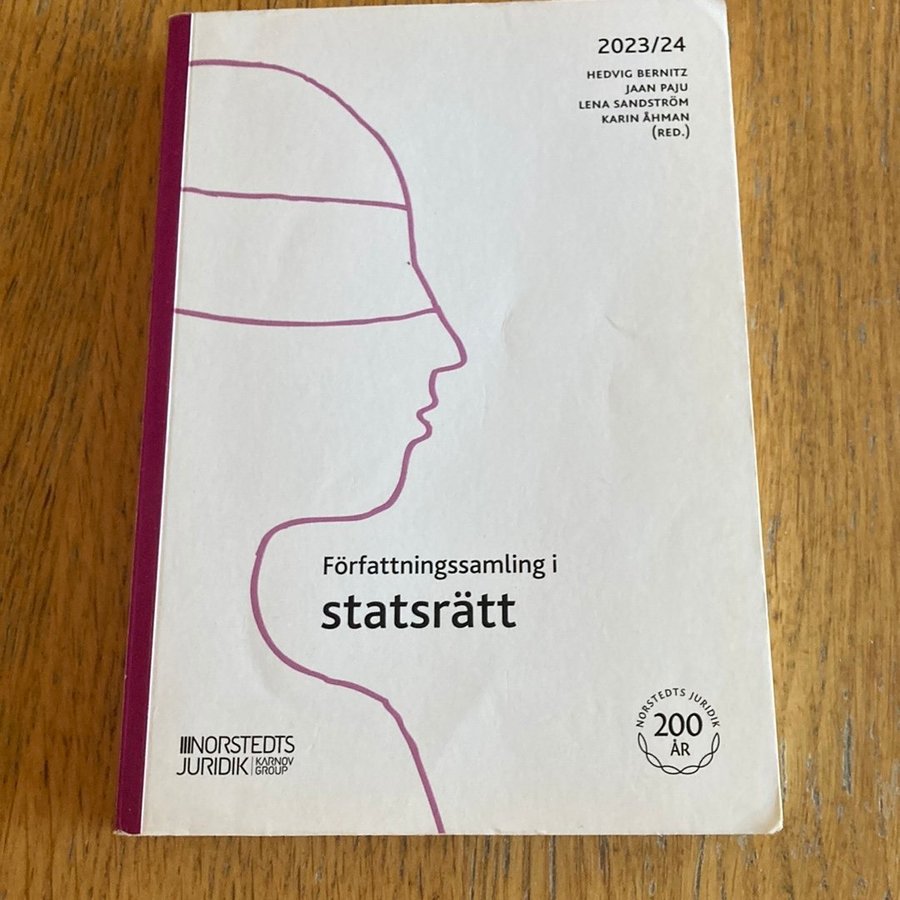 2023/24
HEDVIG BERNITZ
JAAN PAJU
LENA SANDSTRÖM
KARIN ÅHMAN
(RED.)
Författningssamling i
statsrätt
NORSTEDTS
JURIDIK
KARNOV
GROUP
NORSTEDTS JURIDIK
200
ÅR